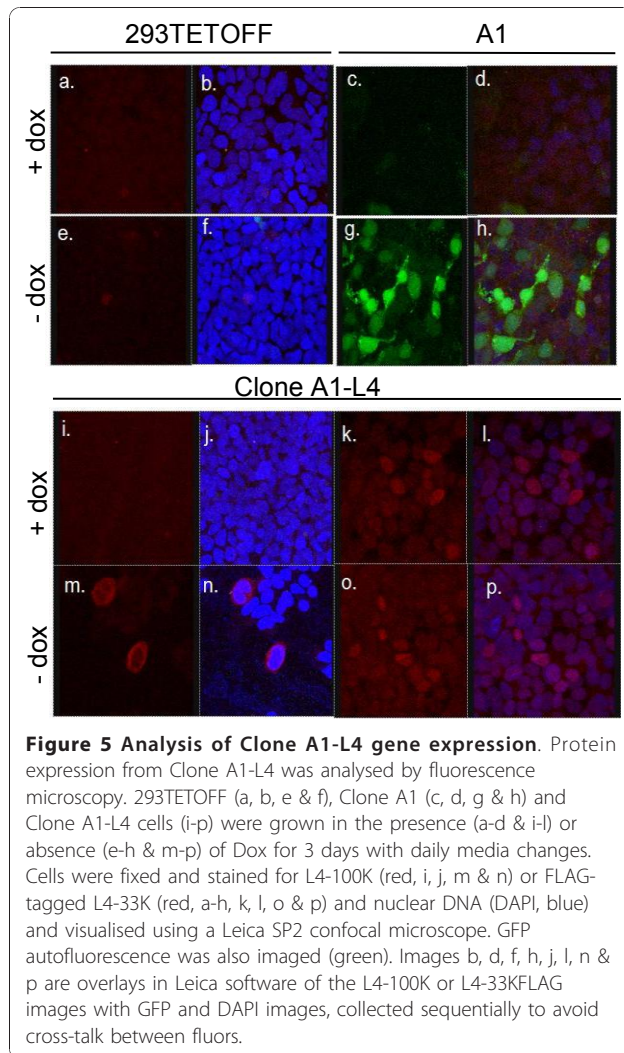 293TETOFF A1
+ dox
a. b. c. d.
- dox
e. f. g. h.
Clone A1-L4
+ dox
i. j. k. l.
- dox
m. n. o. p.
Figure 5 Analysis of Clone A1-L4 gene expression. Protein
expression from Clone A1-L4 was analysed by fluorescence
microscopy. 293TETOFF (a, b, e & f), Clone A1 (c, d, g & h) and
Clone A1-L4 cells (i-p) were grown in the presence (a-d & i-l) or
absence (e-h & m-p) of Dox for 3 days with daily media changes.
Cells were fixed and stained for L4-100K (red, i, j, m & n) or FLAG-
tagged L4-33K (red, a-h, k, l, o & p) and nuclear DNA (DAPI, blue)
and visualised using a Leica SP2 confocal microscope. GFP
autofluorescence was also imaged (green). Images b, d, f, h, j, l, n &
p are overlays in Leica software of the L4-100K or L4-33KFLAG
images with GFP and DAPI images, collected sequentially to avoid
cross-talk between fluors.